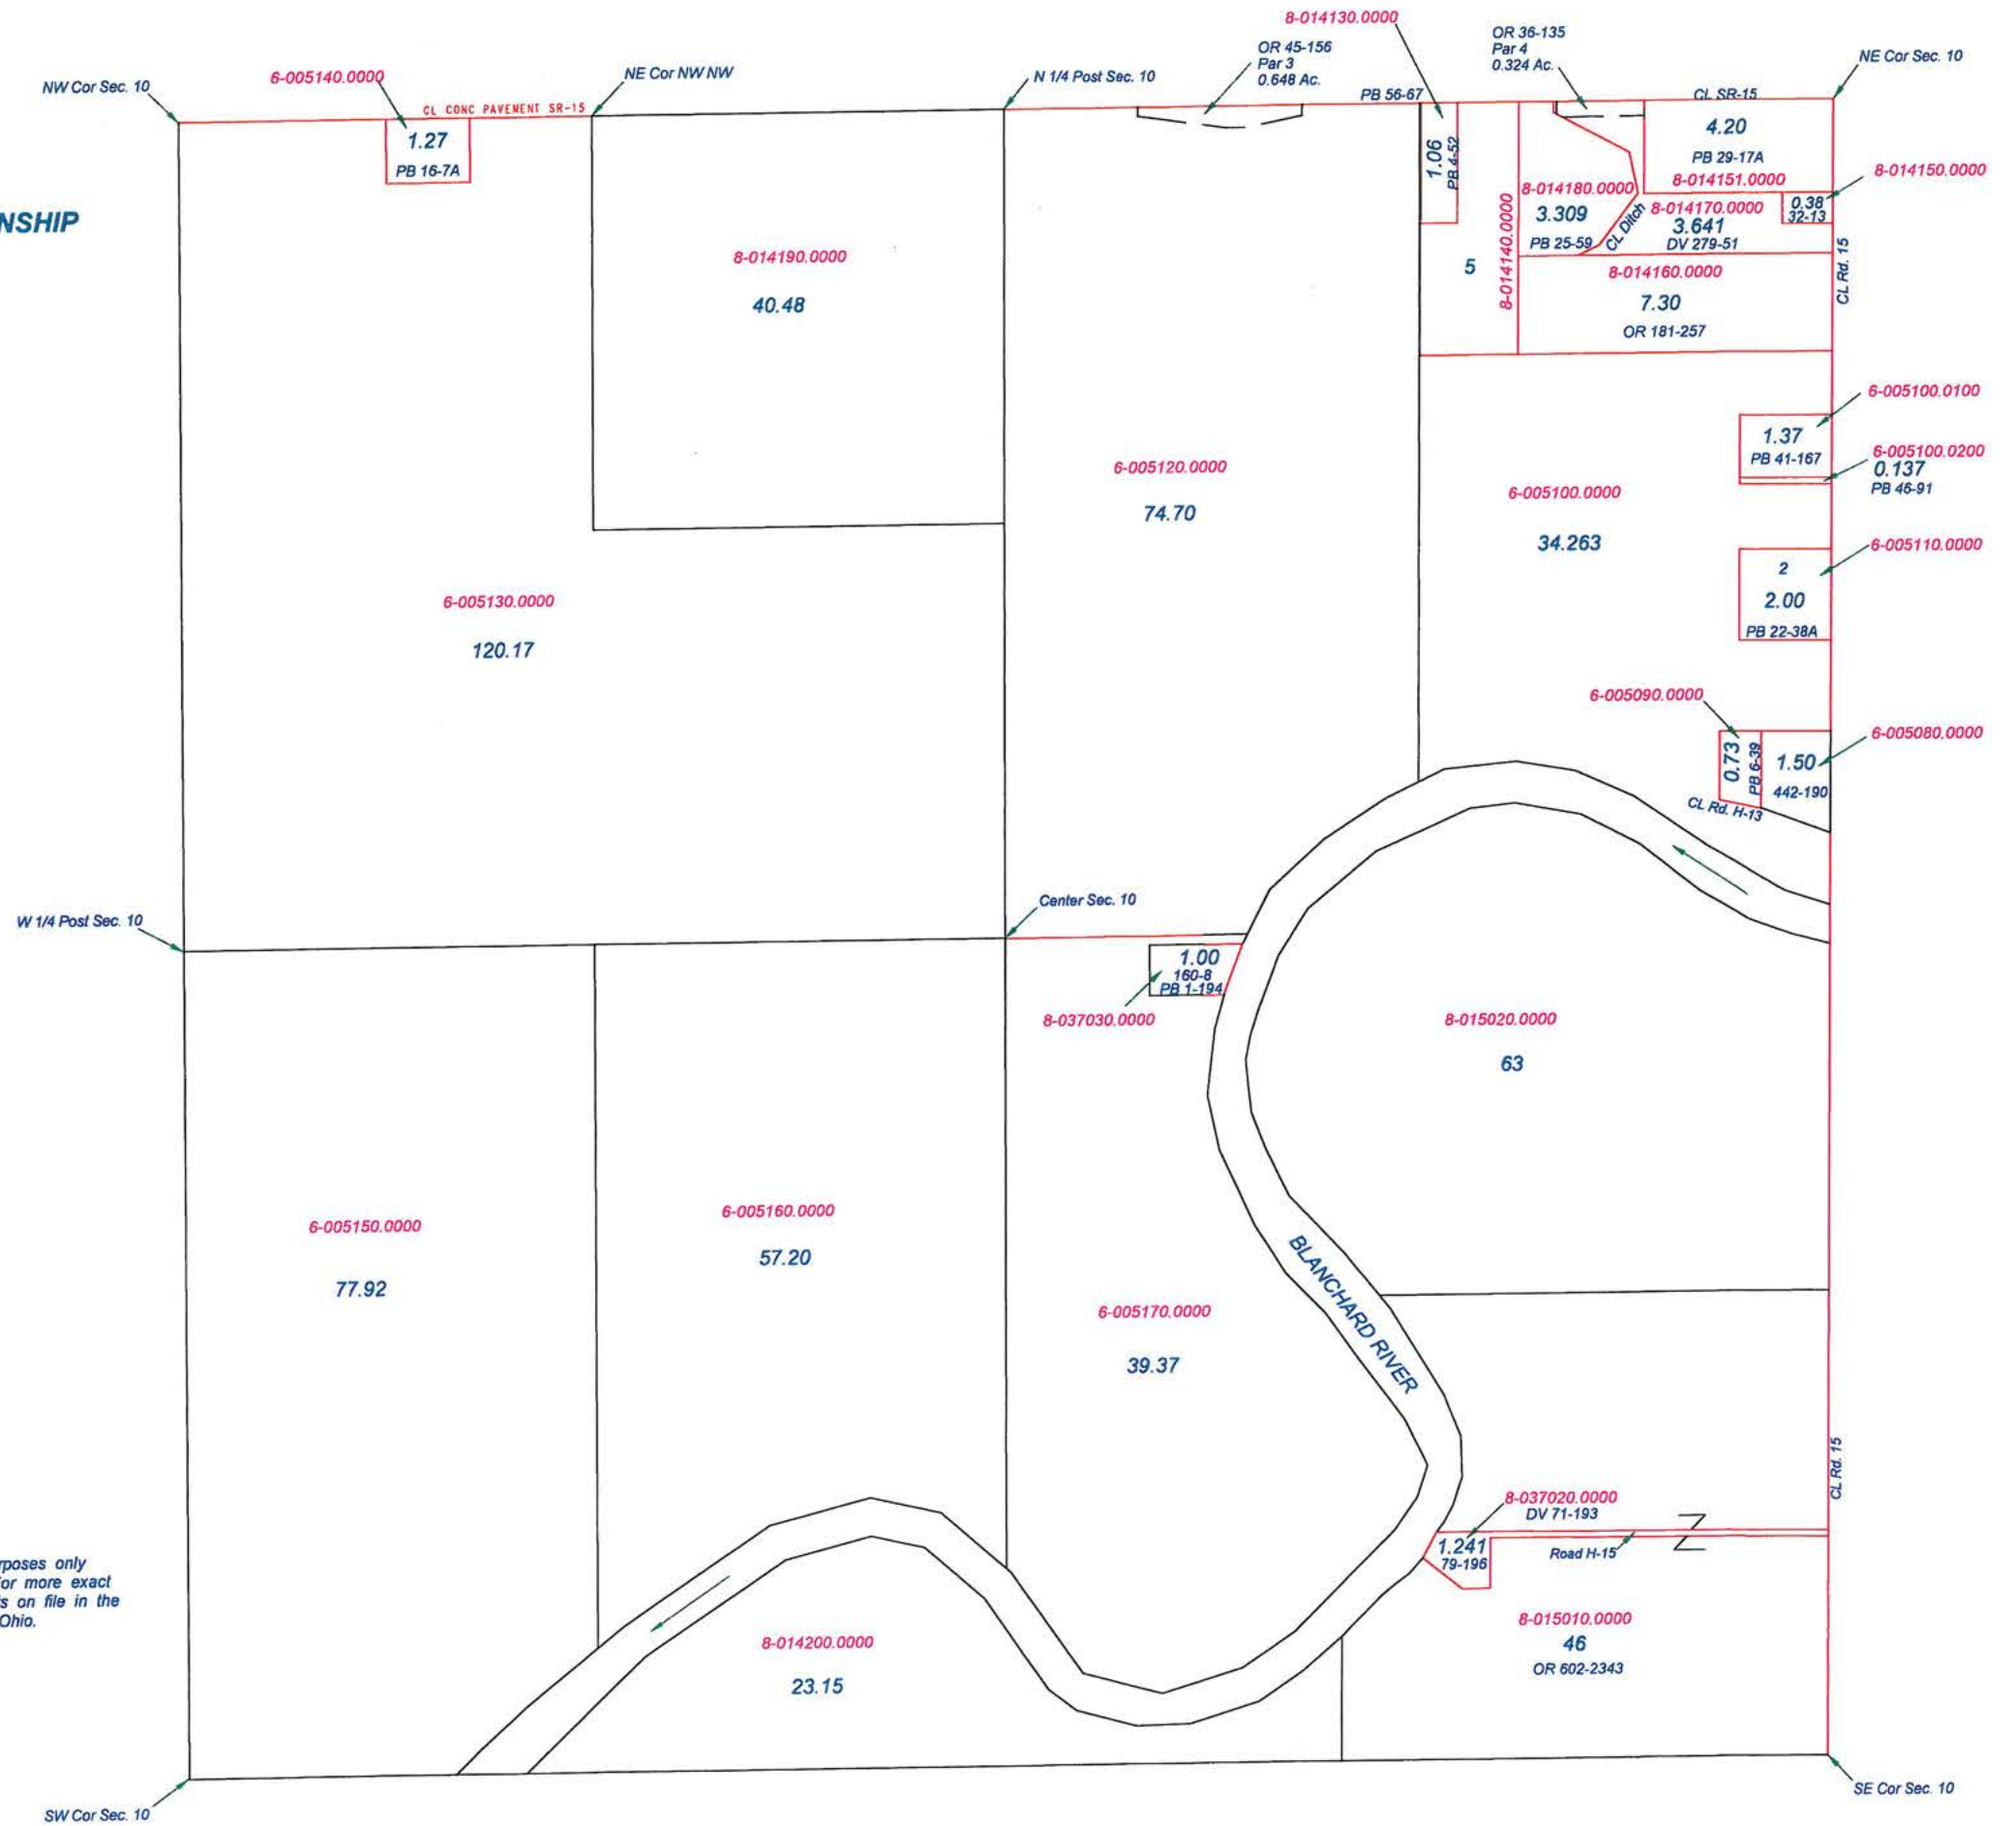 8-014130.0000
OR 45-156
Par 3
0.648 Ac.
OR 36-135
Par 4
0.324 Ac.
NE Cor Sec. 10
NW Cor Sec. 10
6-005140.0000
NE Cor NW NW
N 1/4 Post Sec. 10
PB 56-67
CL SR-15
CL CONC PAVEMENT SR-15
1.27
PB 16-7A
1.06
PB 4-52
4.20
PB 29-17A
8-014151.0000
8-014150.0000
NSHIP
8-014180.0000
3.309
PB 25-59
CL Ditch
8-014170.0000
3.641
DV 279-51
0.38
32-13
8-014140.0000
5
CL Rd. 15
8-014190.0000
40.48
8-014160.0000
7.30
OR 181-257
6-005100.0100
1.37
PB 41-167
6-005100.0200
0.137
PB 46-91
6-005120.0000
74.70
6-005100.0000
34.263
6-005110.0000
2
2.00
PB 22-38A
6-005130.0000
120.17
6-005090.0000
0.73
PB 6-39
6-005080.0000
1.50
442-190
CL Rd. H-13
W 1/4 Post Sec. 10
Center Sec. 10
1.00
160-8
PB 1-194
8-037030.0000
8-015020.0000
63
6-005150.0000
77.92
6-005160.0000
57.20
BLANCHARD RIVER
6-005170.0000
39.37
CL Rd. 15
8-037020.0000
DV 71-193
1.241
79-196
Road H-15
rposes only
or more exact
s on file in the
Ohio.
8-014200.0000
23.15
8-015010.0000
46
OR 602-2343
SW Cor Sec. 10
SE Cor Sec. 10